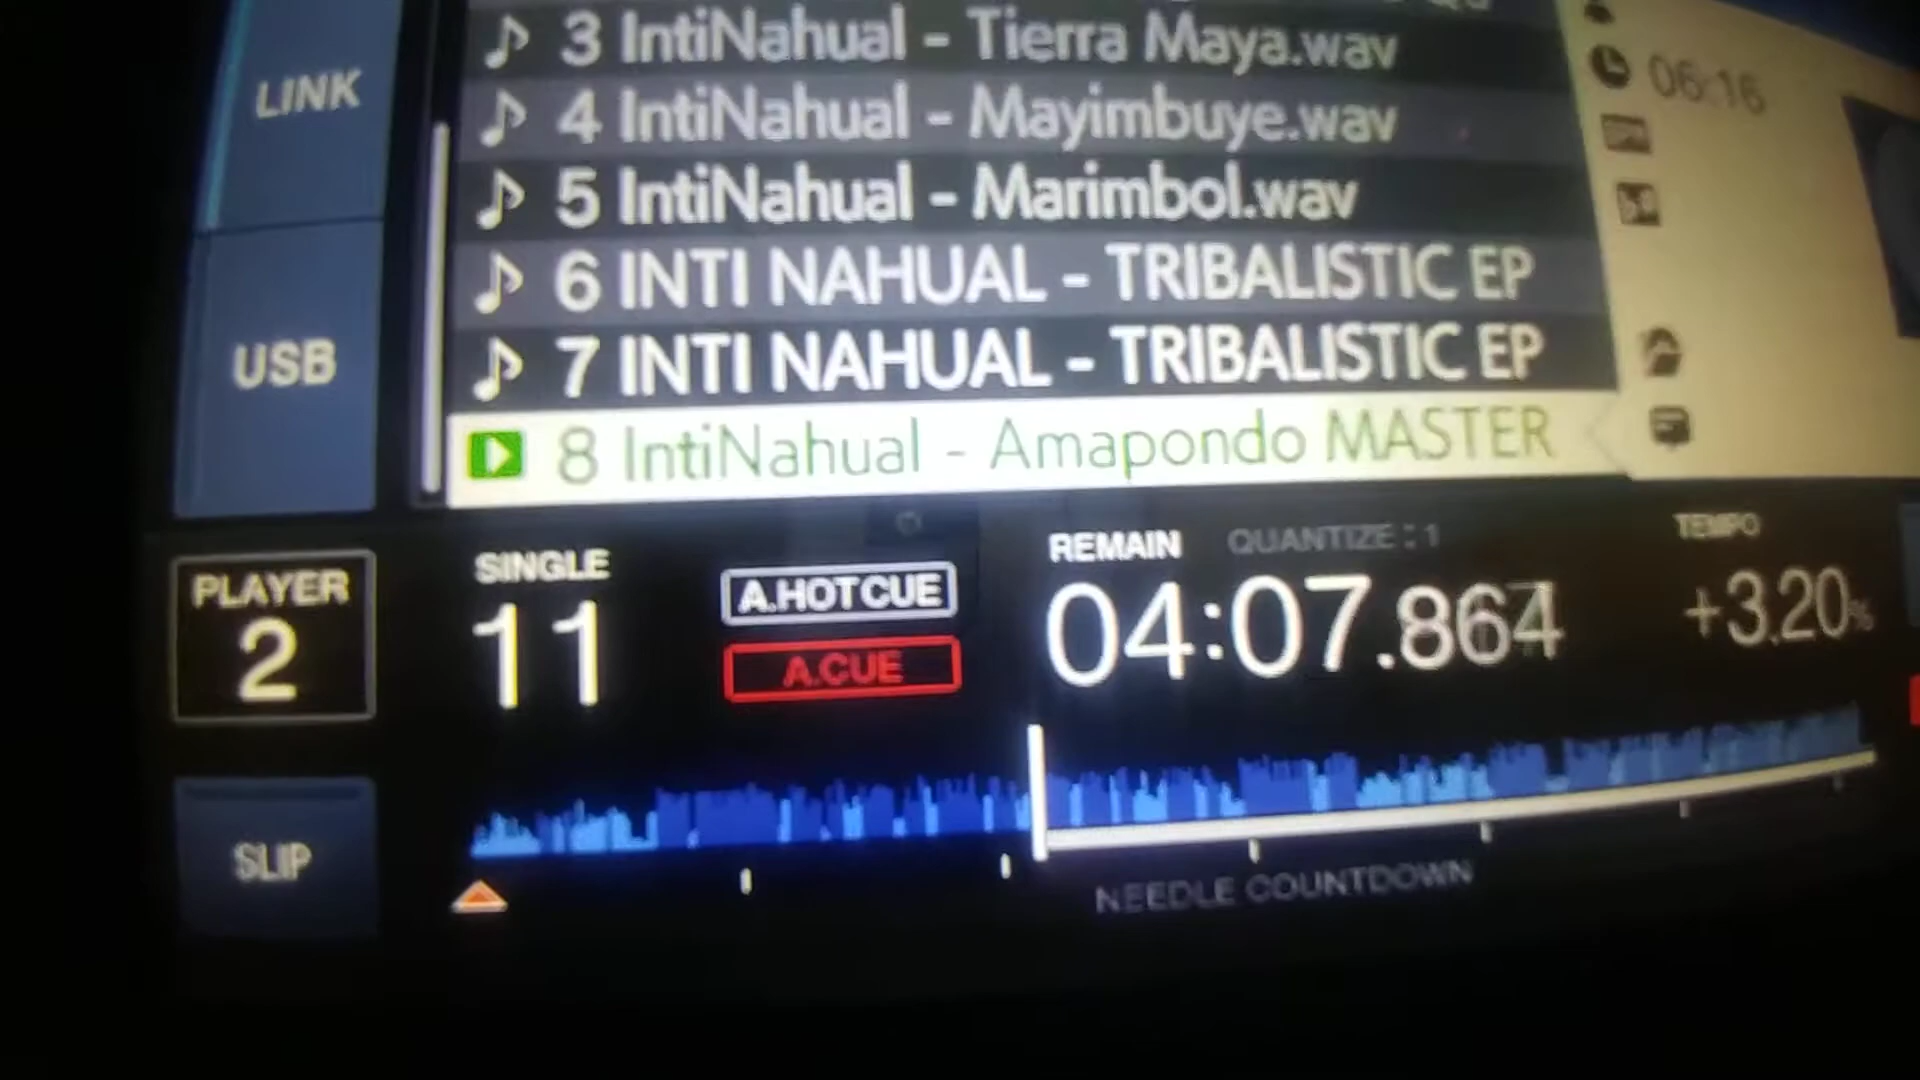 LINK
3 IntiNahual - Tierra Maya.wav
06:16
4 IntiNahual - Mayimbuye.wav
5 IntiNahual - Marimbol.wav
6 INTI NAHUAL - TRIBALISTIC EP
USB
7 INTI NAHUAL - TRIBALISTIC EP
8 IntiNahual - Amapondo MASTER
PLAYER
2
SINGLE
11
A.HOTCUE
A.CUE
REMAIN
QUANTIZE : 1
04:07.864
TEMPO
+3.20%
SLIP
NEEDLE COUNTDOWN